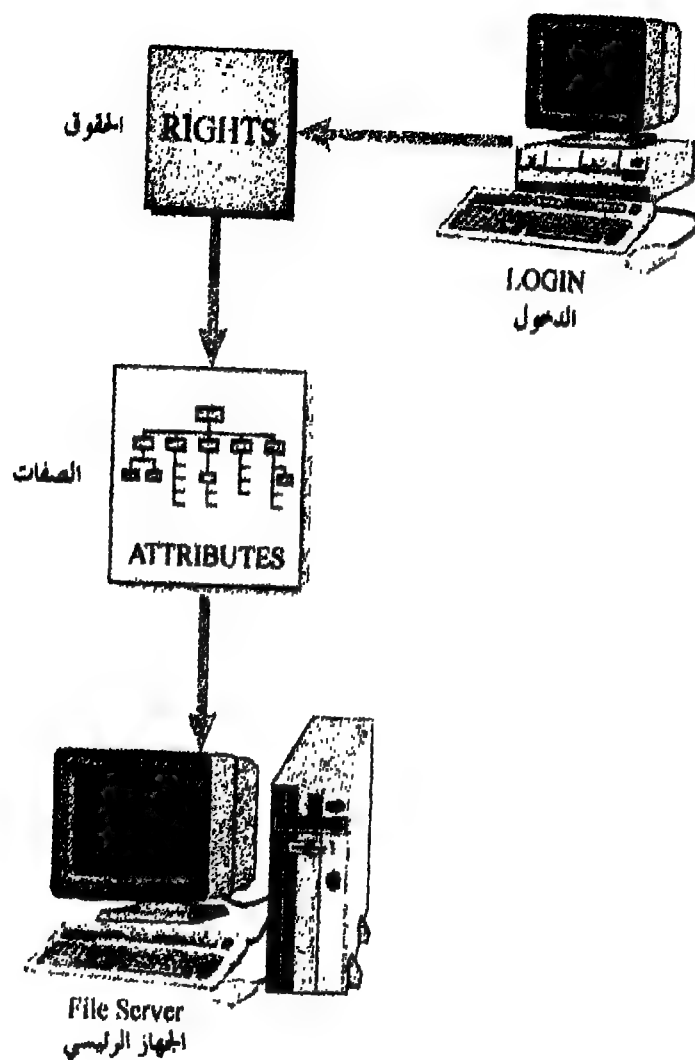 الحقوق
RIGHTS
LOGIN
الدخول
الصفات
ATTRIBUTES
File Server
الجهاز الرئيسي